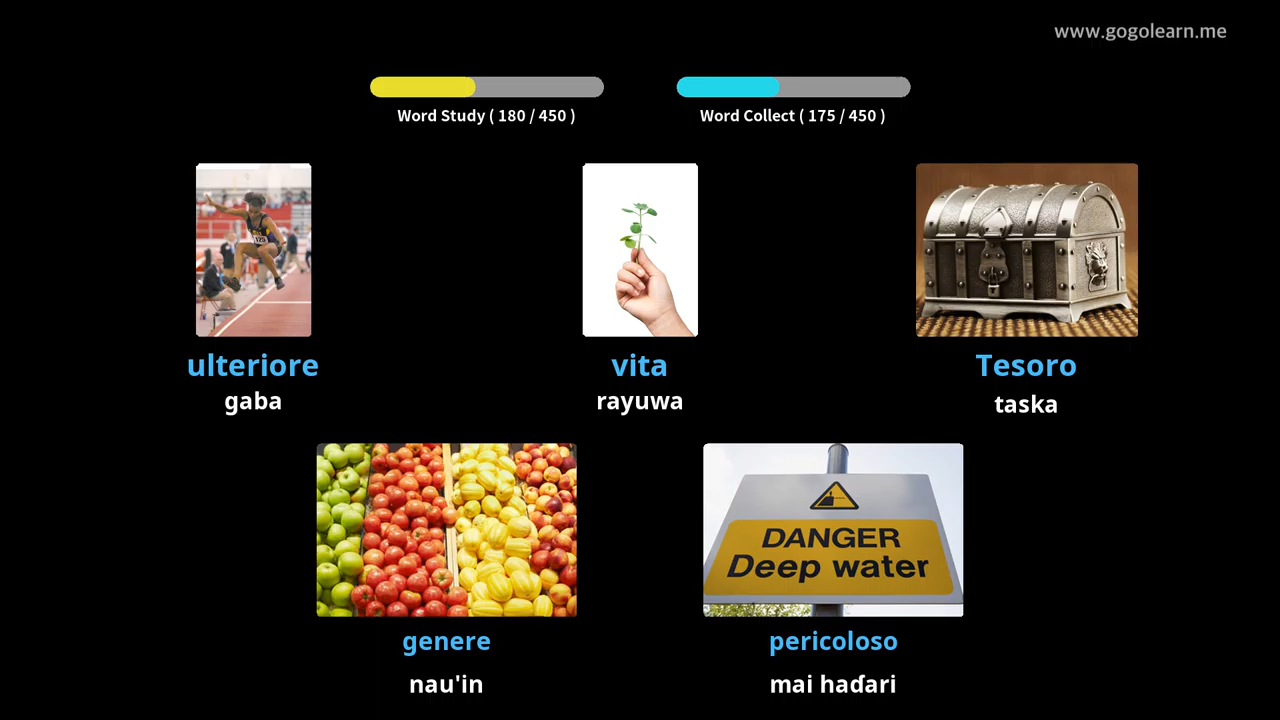 www.gogolearn.me
Word Study ( 180 / 450 )
Word Collect ( 175 / 450 )
ulteriore
gaba
vita
rayuwa
Tesoro
taska
DANGER
Deep water
genere
nau'in
pericoloso
mai haɗari